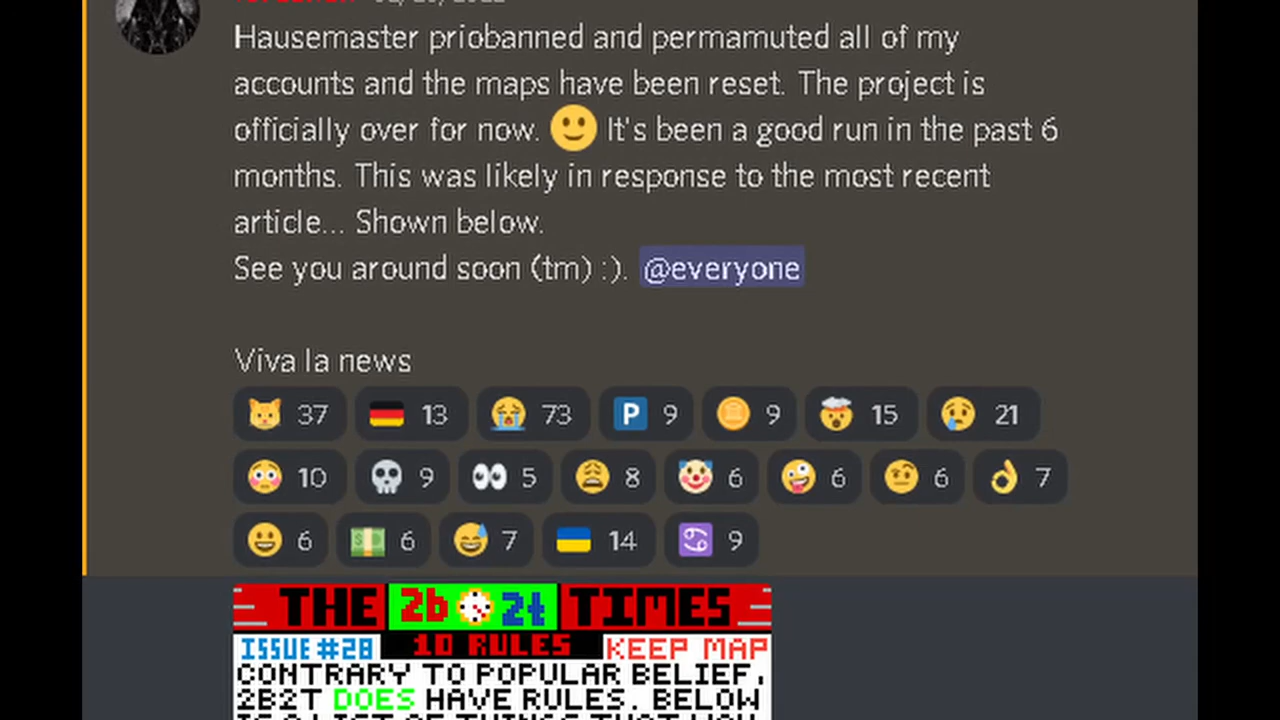 Hausemaster priobanned and permamuted all of my
accounts and the maps have been reset. The project is
officially over for now. 🙂 It's been a good run in the past 6
months. This was likely in response to the most recent
article... Shown below.
See you around soon (tm) :). @everyone
Viva la news
37 13 73 P 9 9 15 21
10 9 5 8 6 6 6 7
6 6 7 14 9
THE 2b2t TIMES
ISSUE #28 10 RULES KEEP MAP
CONTRARY TO POPULAR BELIEF,
2B2T DOES HAVE RULES. BELOW